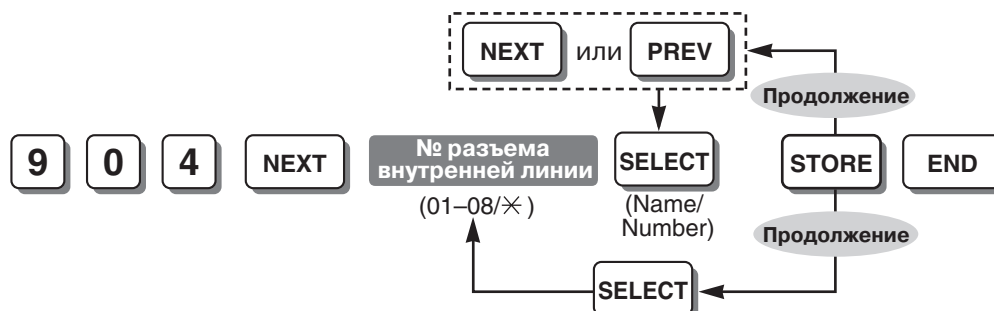 NEXT или PREV
Продолжение
9 0 4 NEXT
№ разъема
внутренней линии
(01–08/✳)
SELECT
(Name/
Number)
STORE END
Продолжение
SELECT